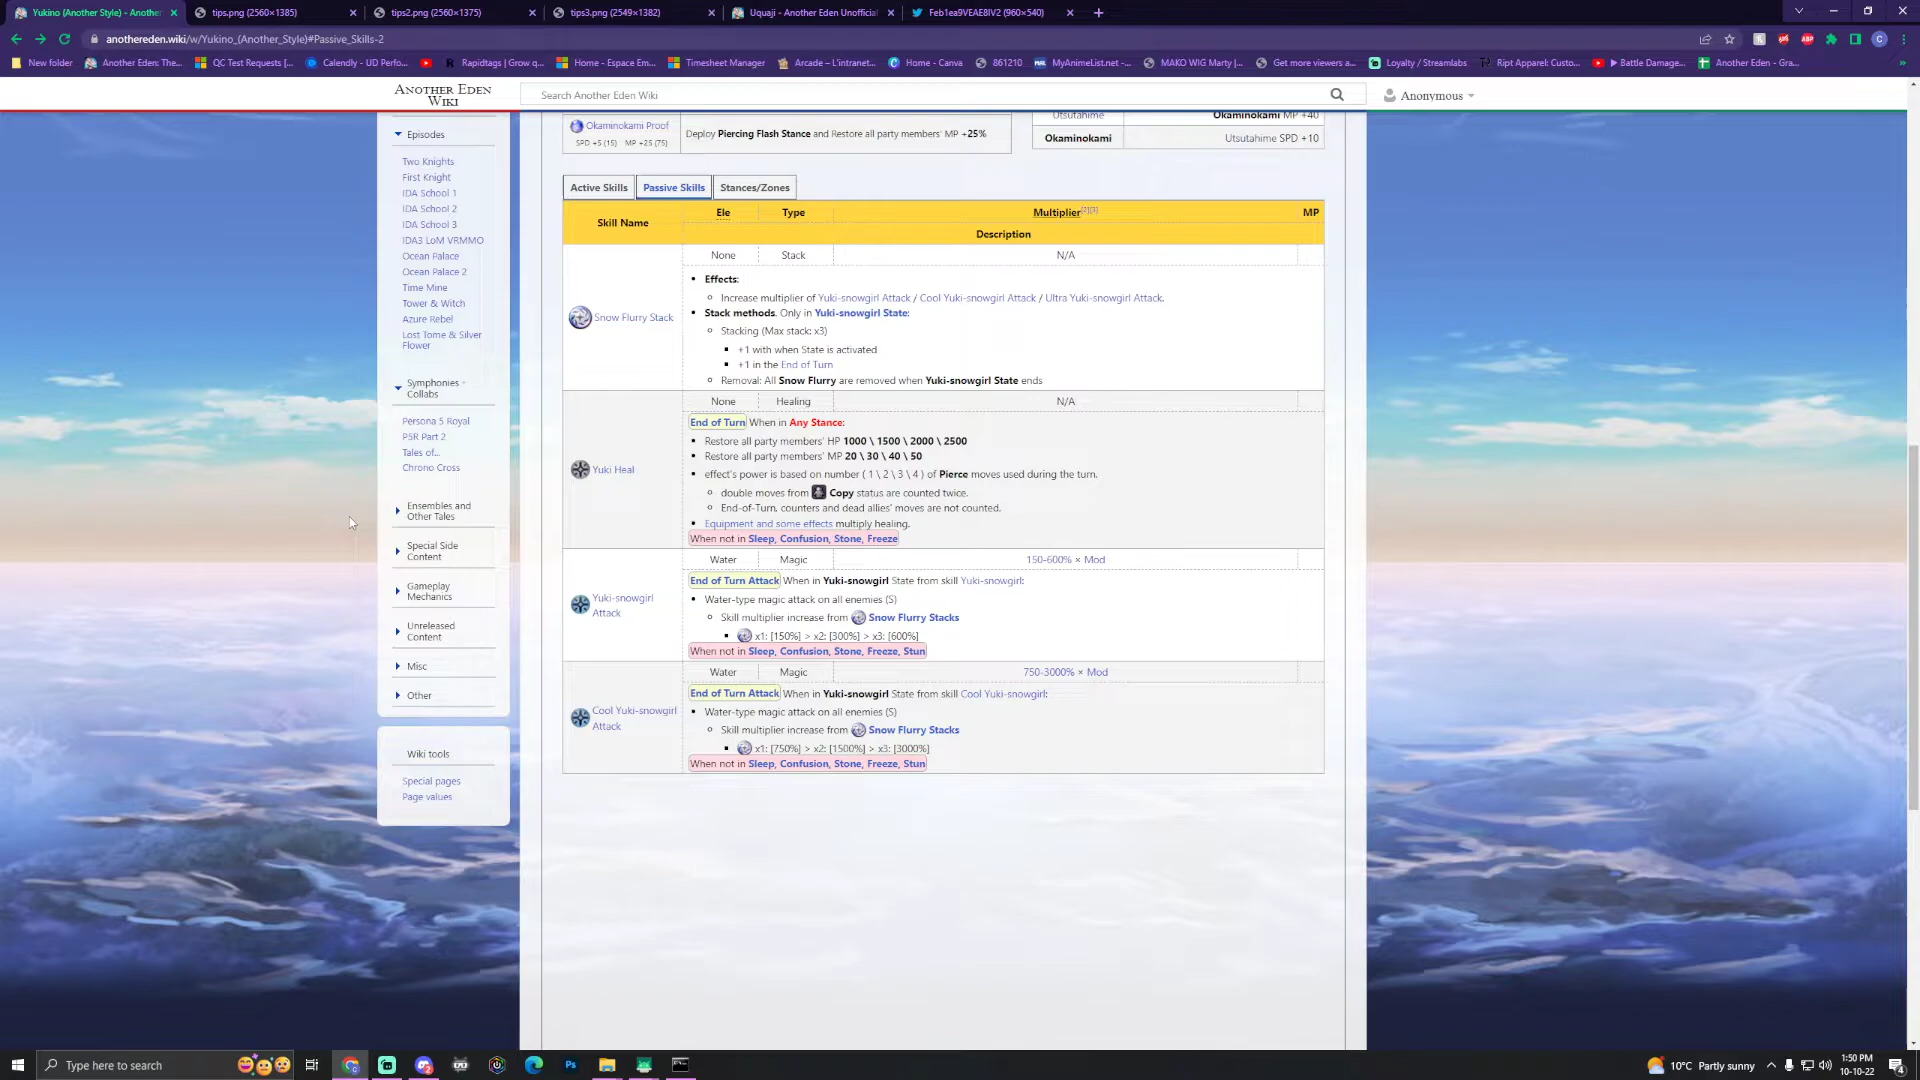 Yukino (Another Style) - Another
tips.png (2560×1385)
tips2.png (2560×1375)
tips3.png (2549×1382)
Uquaji - Another Eden Unofficial
Feb1ea9VEAE8IV2 (960×540)
anothereden.wiki/w/Yukino_(Another_Style)#Passive_Skills-2
New folder
Another Eden: The...
QC Test Requests [...
Calendly - UD Perfo...
Rapidtags | Grow q...
Home - Espace Em...
Timesheet Manager
Arcade – L'intranet...
Home - Canva
861210
MyAnimeList.net -...
MAKO WIG Marty |...
Get more viewers a...
Loyalty / Streamlabs
Ript Apparel: Custo...
Battle Damage...
Another Eden - Gra...
ANOTHER EDEN
WIKI
Search Another Eden Wiki
Anonymous
Episodes
Two Knights
First Knight
IDA School 1
IDA School 2
IDA School 3
IDA3 LoM VRMMO
Ocean Palace
Ocean Palace 2
Time Mine
Tower & Witch
Azure Rebel
Lost Tome & Silver
Flower
Symphonies -
Collabs
Persona 5 Royal
P5R Part 2
Tales of...
Chrono Cross
Ensembles and
Other Tales
Special Side
Content
Gameplay
Mechanics
Unreleased
Content
Misc
Other
Wiki tools
Special pages
Page values
Okaminokami Proof
SPD +5 (15) MP +25 (75)
Deploy Piercing Flash Stance and Restore all party members' MP +25%
Utsutahime
Okaminokami MP +40
Okaminokami
Utsutahime SPD +10
Active Skills
Passive Skills
Stances/Zones
Skill Name
Ele
Type
Multiplier[2][3]
MP
Description
None
Stack
N/A
Snow Flurry Stack
Effects:
Increase multiplier of Yuki-snowgirl Attack / Cool Yuki-snowgirl Attack / Ultra Yuki-snowgirl Attack.
Stack methods. Only in Yuki-snowgirl State:
Stacking (Max stack: x3)
+1 with when State is activated
+1 in the End of Turn
Removal: All Snow Flurry are removed when Yuki-snowgirl State ends
None
Healing
N/A
Yuki Heal
End of Turn When in Any Stance:
Restore all party members' HP 1000 \ 1500 \ 2000 \ 2500
Restore all party members' MP 20 \ 30 \ 40 \ 50
effect's power is based on number ( 1 \ 2 \ 3 \ 4 ) of Pierce moves used during the turn.
double moves from Copy status are counted twice.
End-of-Turn, counters and dead allies' moves are not counted.
Equipment and some effects multiply healing.
When not in Sleep, Confusion, Stone, Freeze
Water
Magic
150-600% × Mod
Yuki-snowgirl
Attack
End of Turn Attack When in Yuki-snowgirl State from skill Yuki-snowgirl:
Water-type magic attack on all enemies (S)
Skill multiplier increase from Snow Flurry Stacks
x1: [150%] > x2: [300%] > x3: [600%]
When not in Sleep, Confusion, Stone, Freeze, Stun
Water
Magic
750-3000% × Mod
Cool Yuki-snowgirl
Attack
End of Turn Attack When in Yuki-snowgirl State from skill Cool Yuki-snowgirl:
Water-type magic attack on all enemies (S)
Skill multiplier increase from Snow Flurry Stacks
x1: [750%] > x2: [1500%] > x3: [3000%]
When not in Sleep, Confusion, Stone, Freeze, Stun
Type here to search
10°C Partly sunny
1:50 PM
10-10-22